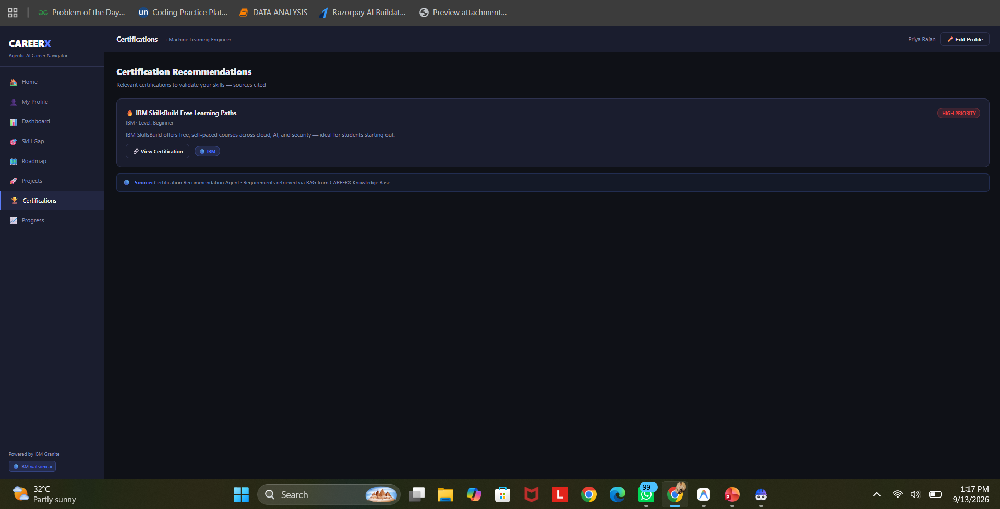 Problem of the Day...
un Coding Practice Plat...
DATA ANALYSIS
Razorpay AI Buildat...
Preview attachment...
CAREERX
Agentic AI Career Navigator
Home
My Profile
Dashboard
Skill Gap
Roadmap
Projects
Certifications
Progress
Powered by IBM Granite
IBM watsonx.ai
Certifications → Machine Learning Engineer
Priya Rajan
Edit Profile
Certification Recommendations
Relevant certifications to validate your skills — sources cited
IBM SkillsBuild Free Learning Paths
HIGH PRIORITY
IBM · Level: Beginner
IBM SkillsBuild offers free, self-paced courses across cloud, AI, and security — ideal for students starting out.
View Certification
IBM
Source: Certification Recommendation Agent · Requirements retrieved via RAG from CAREERX Knowledge Base
32°C
Partly sunny
Search
L
99+
P
1:17 PM
9/13/2026